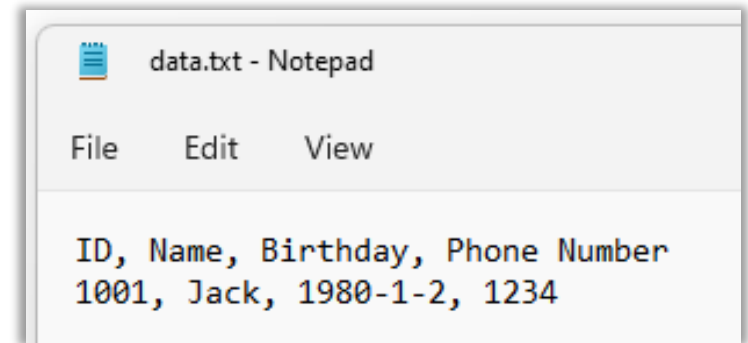 data.txt - Notepad
File Edit View
ID, Name, Birthday, Phone Number
1001, Jack, 1980-1-2, 1234